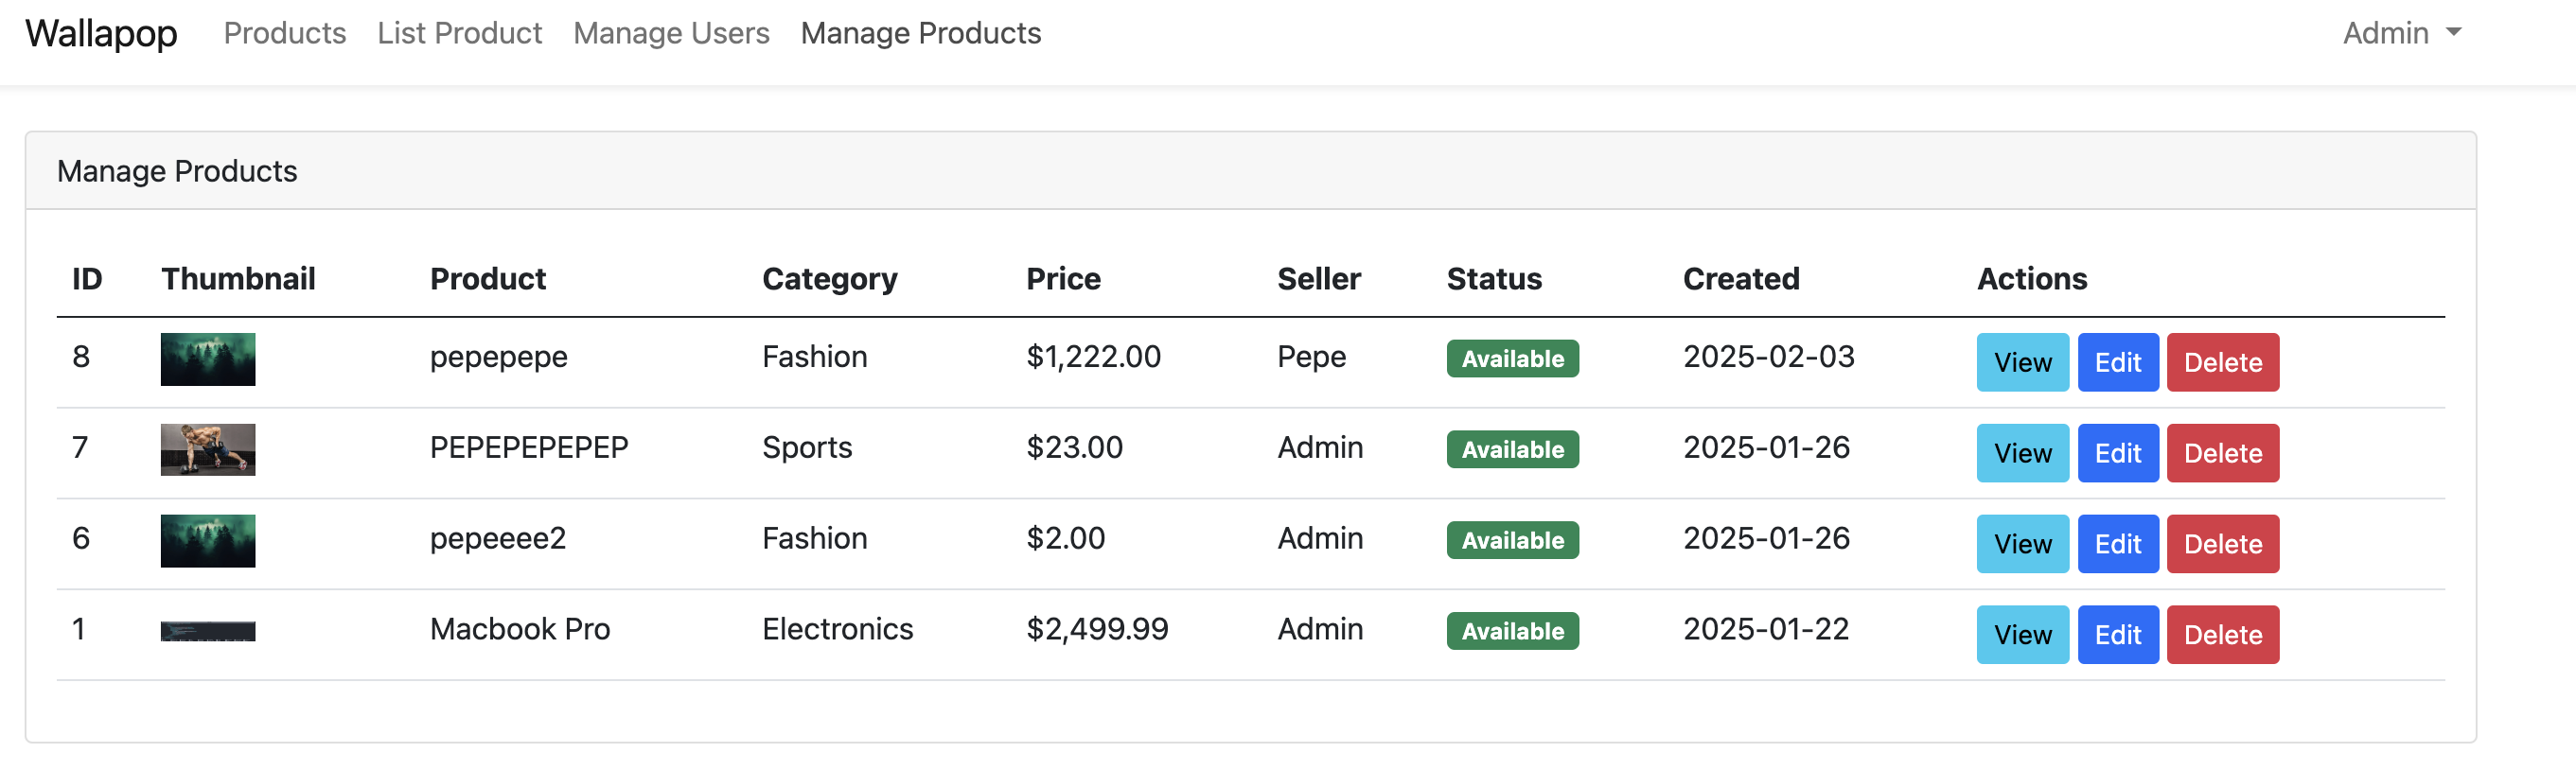 Wallapop Products List Product Manage Users Manage Products Admin
Manage Products
ID Thumbnail Product Category Price Seller Status Created Actions
8 pepepepe Fashion $1,222.00 Pepe Available 2025-02-03 View Edit Delete
7 PEPEPEPEPEP Sports $23.00 Admin Available 2025-01-26 View Edit Delete
6 pepeeee2 Fashion $2.00 Admin Available 2025-01-26 View Edit Delete
1 Macbook Pro Electronics $2,499.99 Admin Available 2025-01-22 View Edit Delete